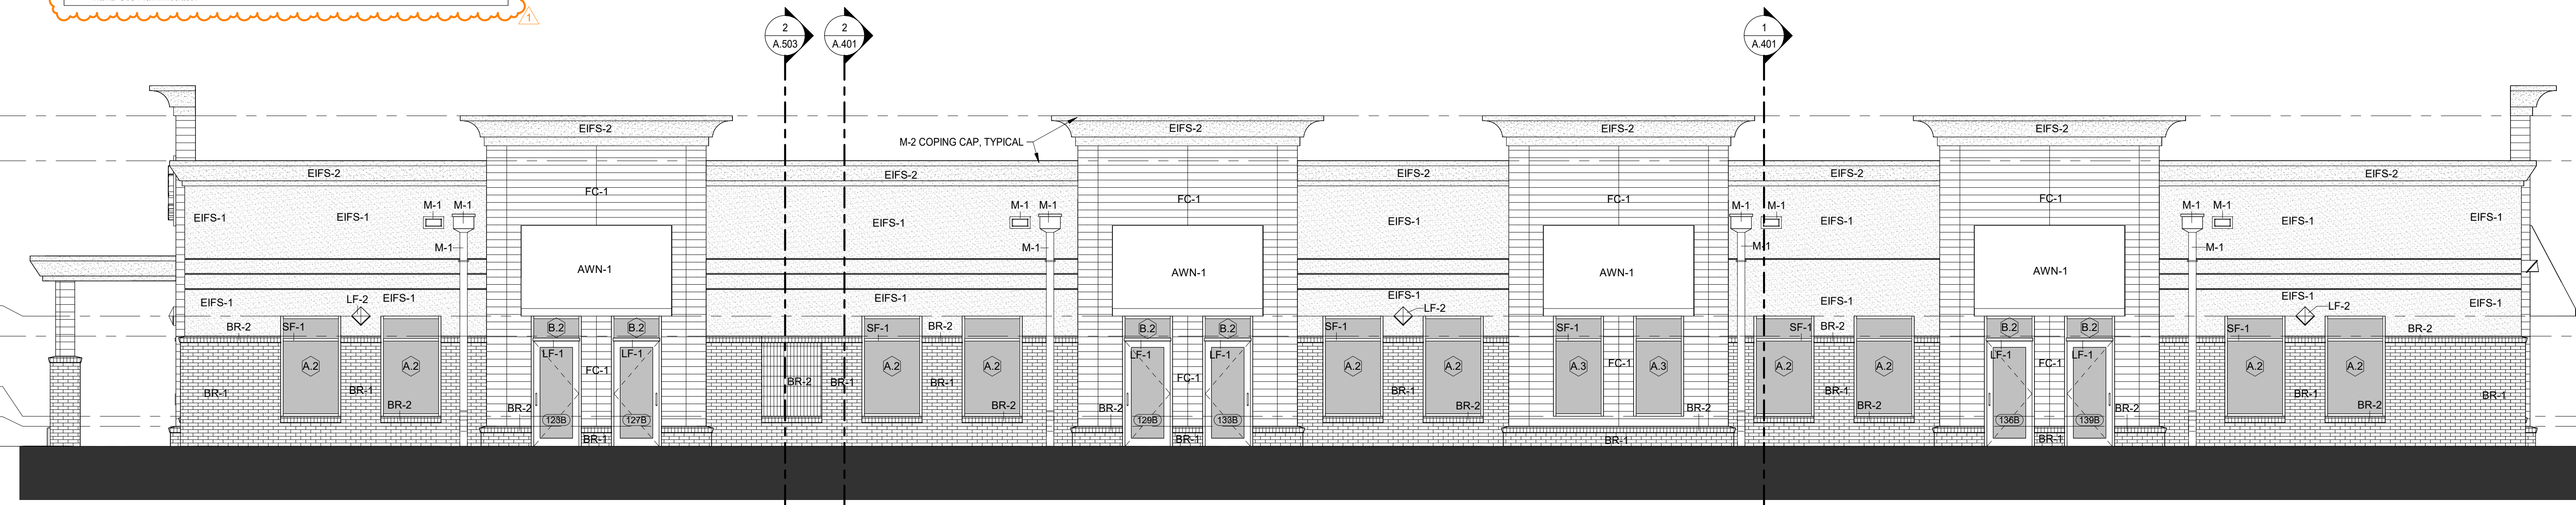 1
2
A.503
2
A.401
1
A.401
EIFS-2
EIFS-2
EIFS-2
EIFS-2
M-2 COPING CAP, TYPICAL
EIFS-2
EIFS-2
EIFS-2
EIFS-2
EIFS-2
FC-1
FC-1
FC-1
FC-1
EIFS-1
EIFS-1
M-1
M-1
EIFS-1
M-1
M-1
EIFS-1
M-1
M-1
EIFS-1
M-1
M-1
EIFS-1
EIFS-1
M-1
M-1
M-1
M-1
AWN-1
AWN-1
AWN-1
AWN-1
EIFS-1
LF-2
EIFS-1
EIFS-1
EIFS-1
LF-2
EIFS-1
EIFS-1
LF-2
EIFS-1
BR-2
SF-1
B.2
B.2
SF-1
BR-2
B.2
B.2
SF-1
SF-1
SF-1
BR-2
B.2
B.2
SF-1
BR-2
LF-1
LF-1
LF-1
LF-1
LF-1
LF-1
A.2
A.2
A.2
A.2
A.2
A.2
A.3
A.3
A.2
A.2
A.2
A.2
BR-1
BR-1
FC-1
BR-2
BR-1
BR-1
FC-1
BR-1
FC-1
BR-1
FC-1
BR-1
BR-1
BR-2
BR-2
BR-2
BR-2
BR-2
BR-2
BR-2
BR-2
BR-2
123B
127B
129B
133B
136B
139B
BR-1
BR-1
BR-1
BR-1